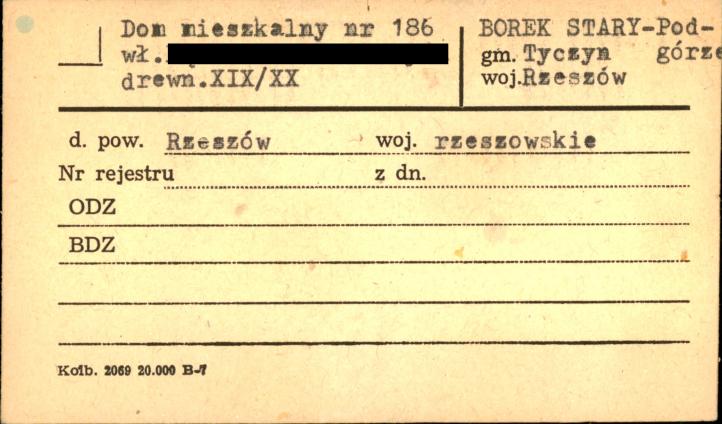 Dom mieszkalny nr 186
wł.
drewn.XIX/XX
BOREK STARY-Pod-
górze
gm. Tyczyn
woj.Rzeszów
d. pow. Rzeszów woj. rzeszowskie
Nr rejestru z dn.
ODZ
BDZ
Kolb. 2069 20.000 B-7